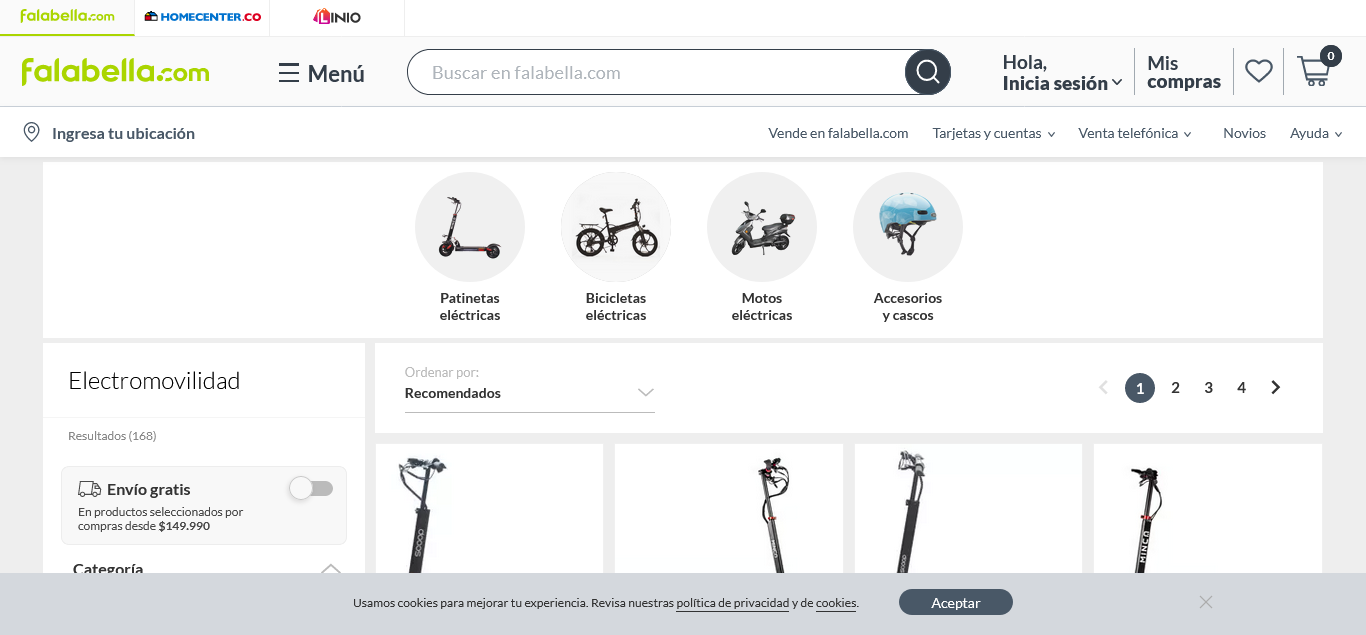 falabella.com
HOMECENTER.CO
LINIO
falabella.com
Menú
Buscar en falabella.com
Hola,
Inicia sesión
Mis
compras
0
Ingresa tu ubicación
Vende en falabella.com
Tarjetas y cuentas
Venta telefónica
Novios
Ayuda
Patinetas
eléctricas
Bicicletas
eléctricas
Motos
eléctricas
Accesorios
y cascos
Electromovilidad
Resultados (168)
Envío gratis
En productos seleccionados por
compras desde $149.990
Categoría
Ordenar por:
Recomendados
1 2 3 4
MINCA
Usamos cookies para mejorar tu experiencia. Revisa nuestras política de privacidad y de cookies.
Aceptar